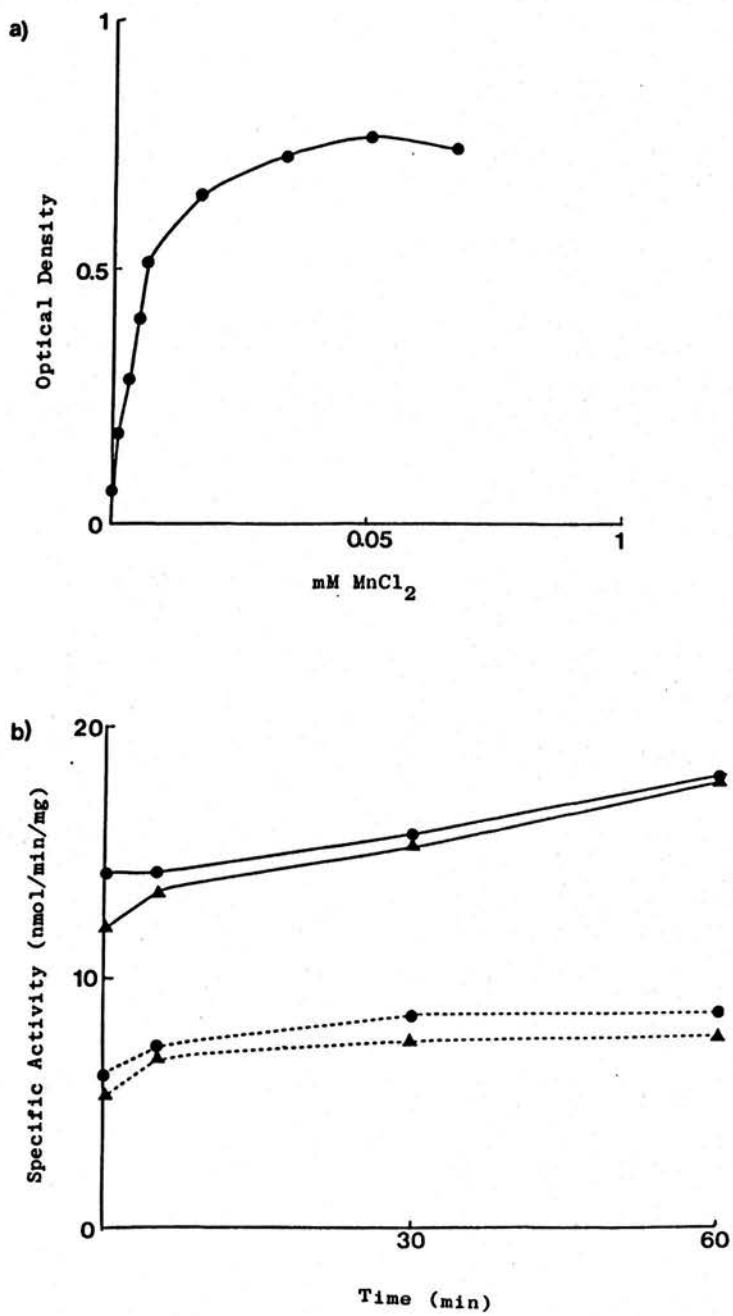 a)
1
Optical Density
0.5
0
0.05
1
mM MnCl2
b)
20
Specific Activity (nmol/min/mg)
10
0
30
60
Time (min)